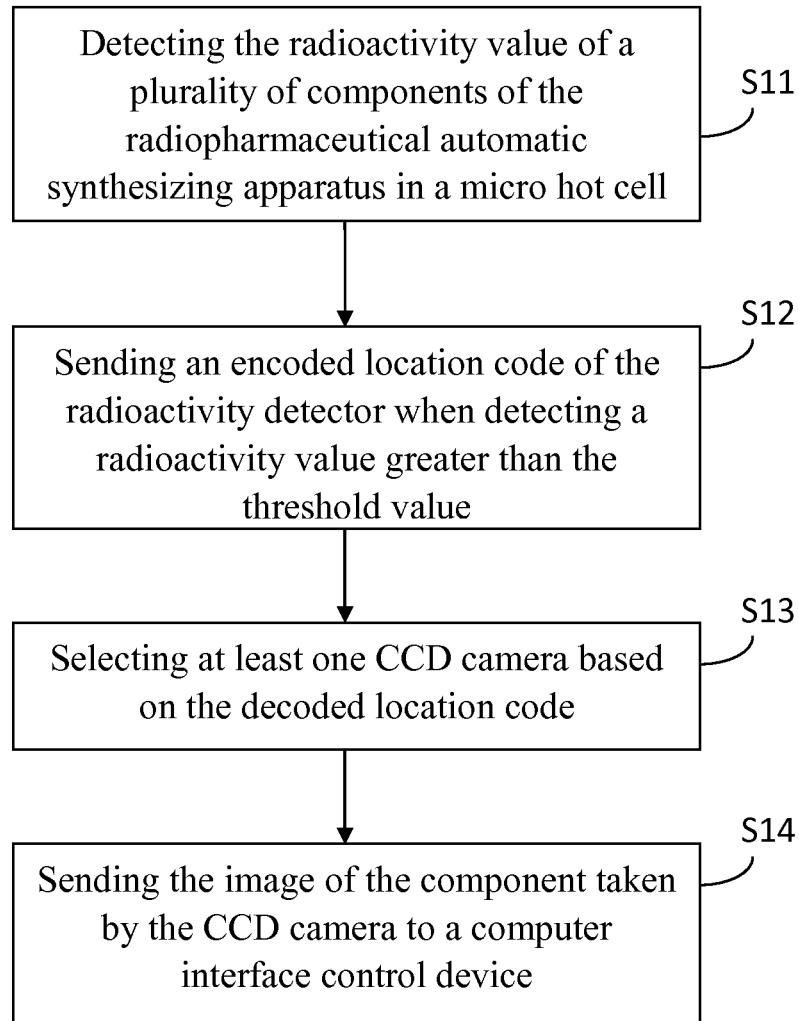 Detecting the radioactivity value of a
plurality of components of the
radiopharmaceutical automatic
synthesizing apparatus in a micro hot cell
S11
Sending an encoded location code of the
radioactivity detector when detecting a
radioactivity value greater than the
threshold value
S12
Selecting at least one CCD camera based
on the decoded location code
S13
Sending the image of the component taken
by the CCD camera to a computer
interface control device
S14